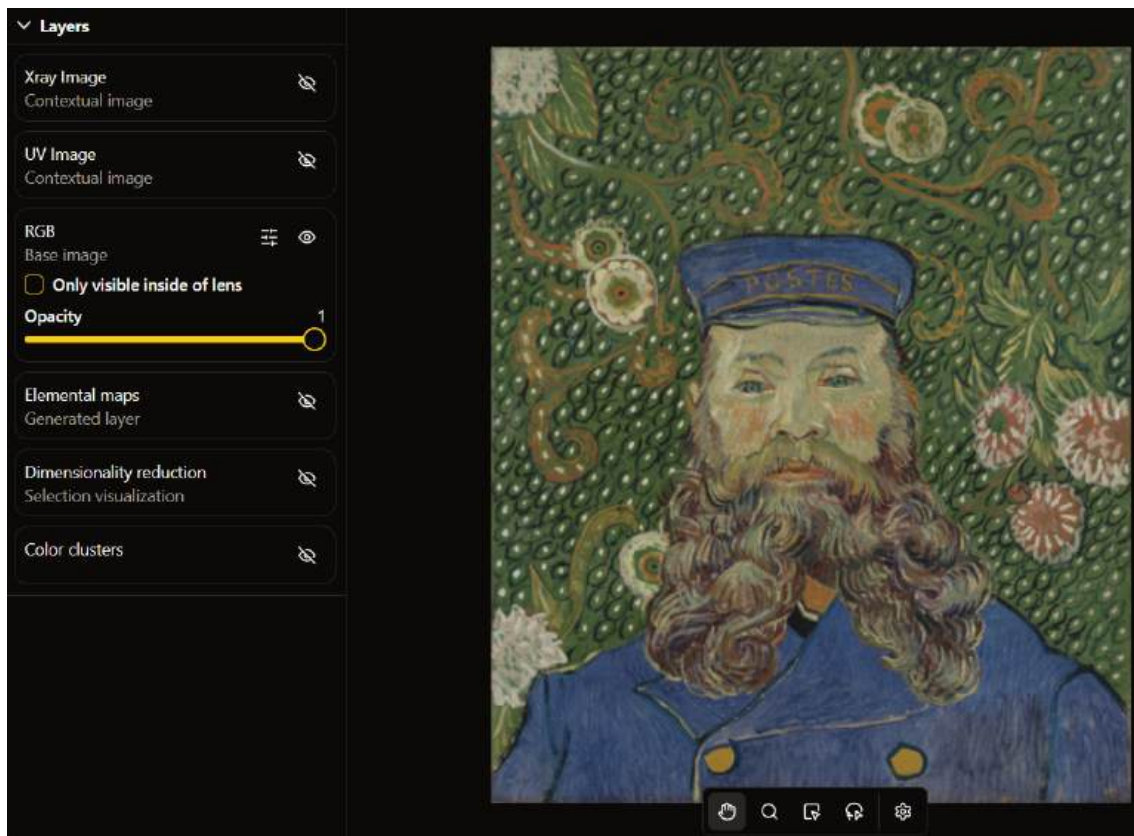 Layers
Xray Image
Contextual image
UV Image
Contextual image
RGB
Base image
Only visible inside of lens
Opacity 1
Elemental maps
Generated layer
Dimensionality reduction
Selection visualization
Color clusters
POSTES